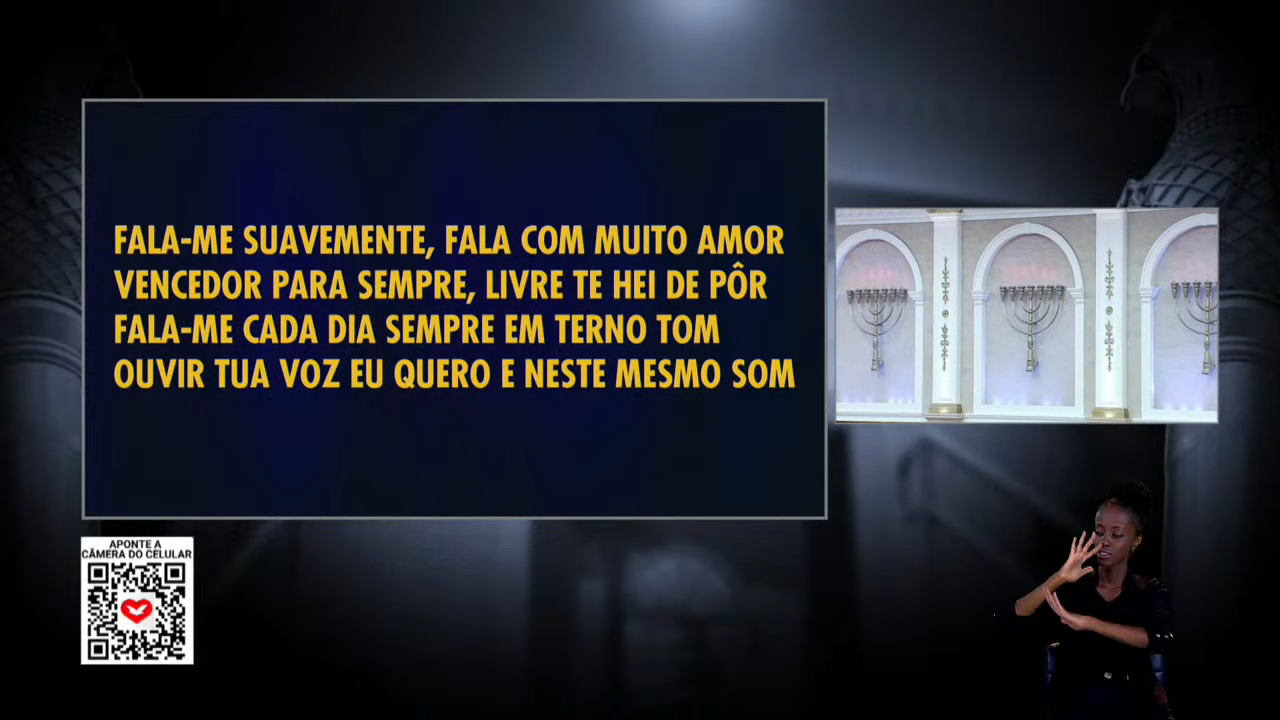 FALA-ME SUAVEMENTE, FALA COM MUITO AMOR
VENCEDOR PARA SEMPRE, LIVRE TE HEI DE PÔR
FALA-ME CADA DIA SEMPRE EM TERNO TOM
OUVIR TUA VOZ EU QUERO E NESTE MESMO SOM
APONTE A
CÂMERA DO CELULAR